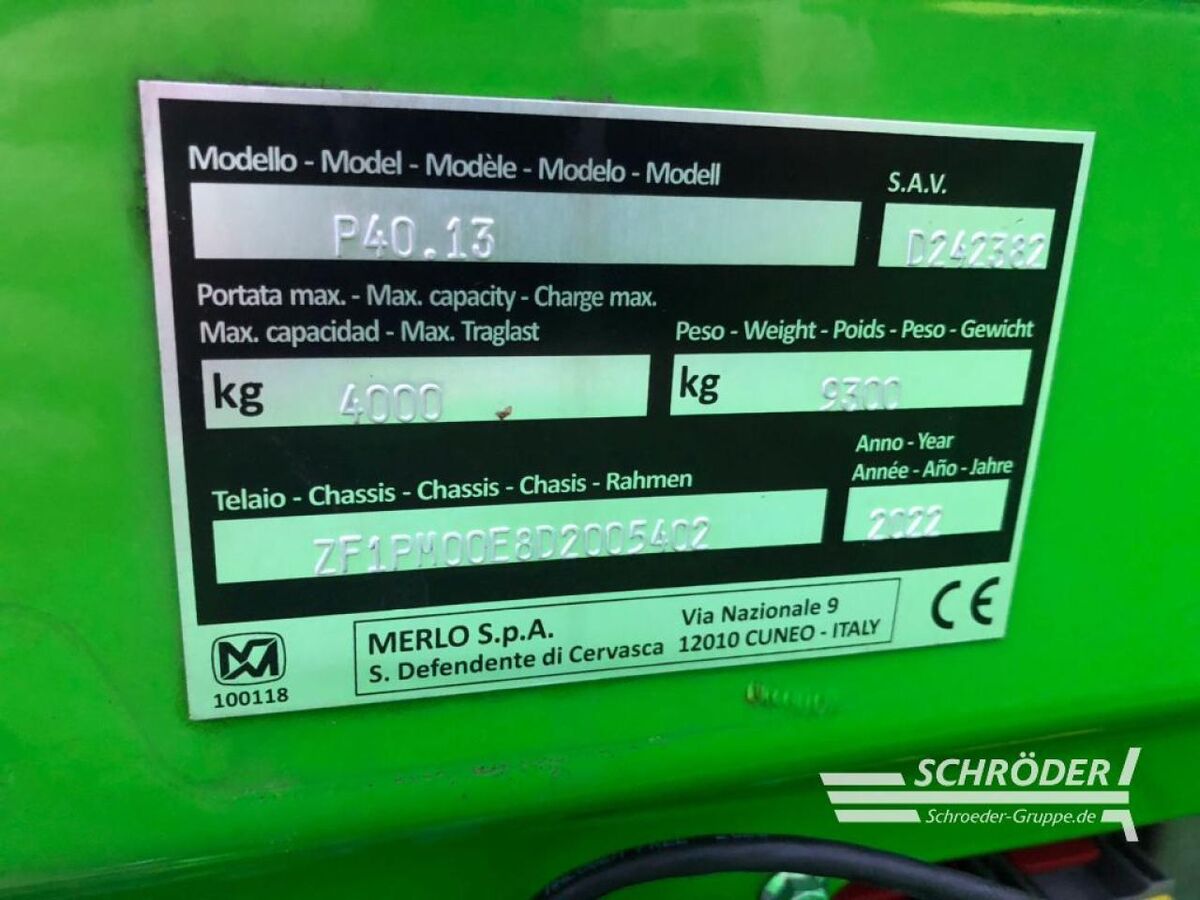 Modello - Model - Modèle - Modelo - Modell
S.A.V.
P40.13
D242382
Portata max. - Max. capacity - Charge max.
Max. capacidad - Max. Traglast
Peso - Weight - Poids - Peso - Gewicht
kg 4000
kg 9300
Anno - Year
Année - Año - Jahre
Telaio - Chassis - Chassis - Chasis - Rahmen
ZF1PM00E8D2005402
2022
MERLO S.p.A.
S. Defendente di Cervasca
Via Nazionale 9
12010 CUNEO - ITALY
CE
100118
SCHRÖDER
Schroeder-Gruppe.de